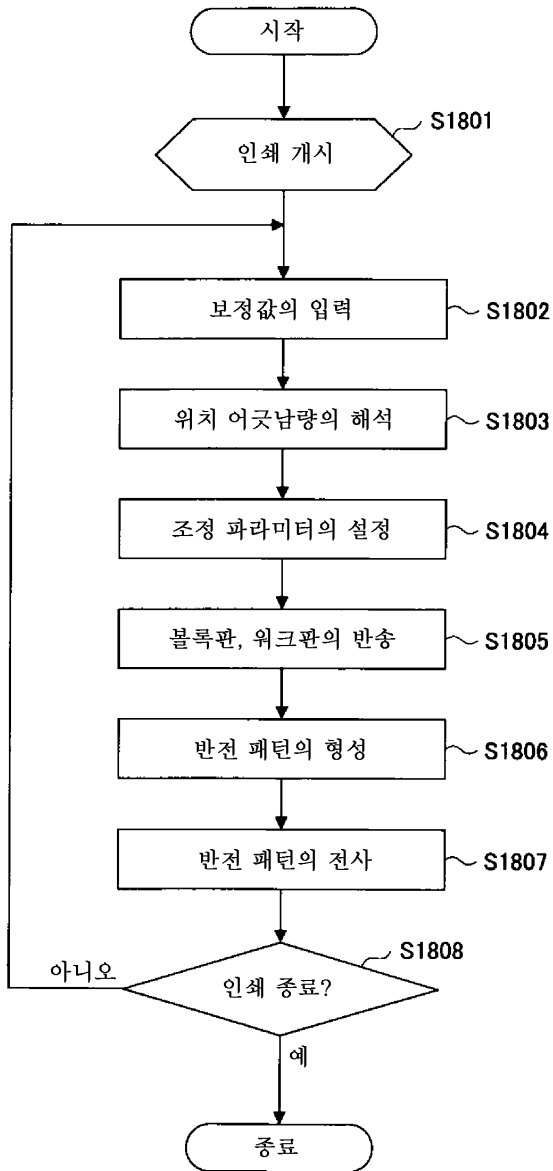 시작
인쇄 개시
S1801
보정값의 입력
S1802
위치 어긋남량의 해석
S1803
조정 파라미터의 설정
S1804
볼록판, 워크판의 반송
S1805
반전 패턴의 형성
S1806
반전 패턴의 전사
S1807
인쇄 종료?
S1808
아니오
예
종료